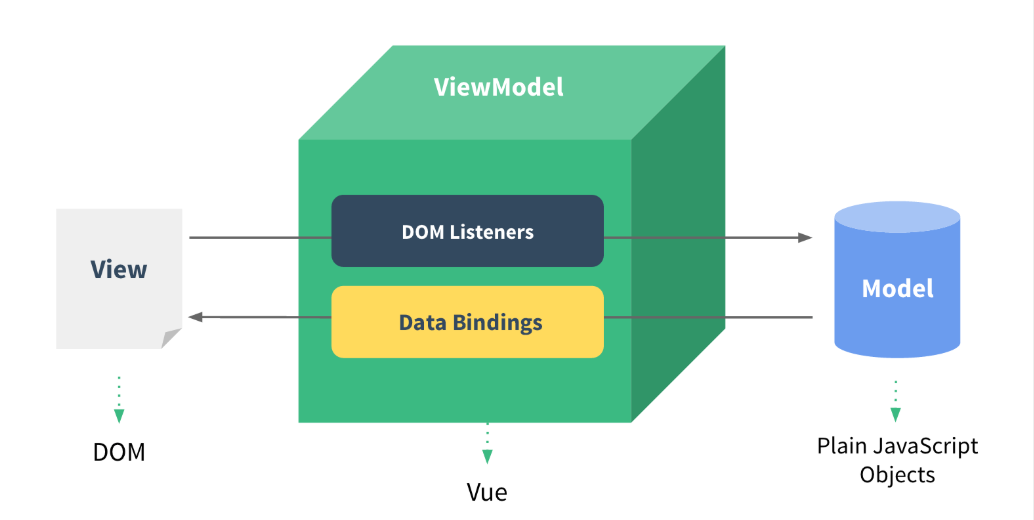 ViewModel
DOM Listeners
View
Data Bindings
Model
DOM
Vue
Plain JavaScript
Objects